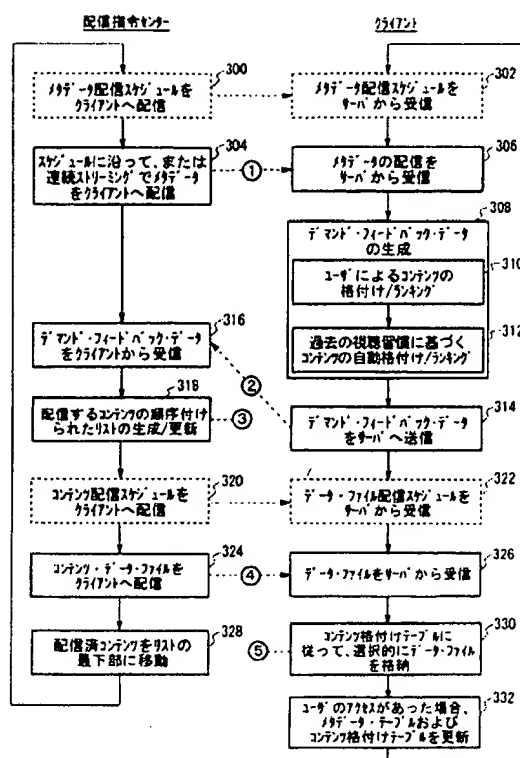 配信指令センター
クライアント
300
メタデータ配信スケジュールを
クライアントへ配信
302
メタデータ配信スケジュールを
サーバから受信
304
スケジュールに沿って、または
連続ストリーミングでメタデータ
をクライアントへ配信
①
306
メタデータの配信を
サーバから受信
308
デマンド・フィードバック・データ
の生成
310
ユーザによるコンテンツの
格付け/ランキング
312
過去の視聴習慣に基づく
コンテンツの自動格付け/ランキング
316
デマンド・フィードバック・データ
をクライアントから受信
②
314
デマンド・フィードバック・データ
をサーバへ送信
318
配信するコンテンツの順序付け
られたリストの生成/更新
③
320
コンテンツ配信スケジュールを
クライアントへ配信
322
データ・ファイル配信スケジュールを
サーバから受信
324
コンテンツ・データ・ファイルを
クライアントへ配信
④
326
データ・ファイルをサーバから受信
328
配信済コンテンツをリストの
最下部に移動
⑤
330
コンテンツ格付けテーブルに
従って、選択的にデータ・ファイル
を格納
332
ユーザのアクセスがあった場合、
メタデータ・テーブルおよび
コンテンツ格付けテーブルを更新